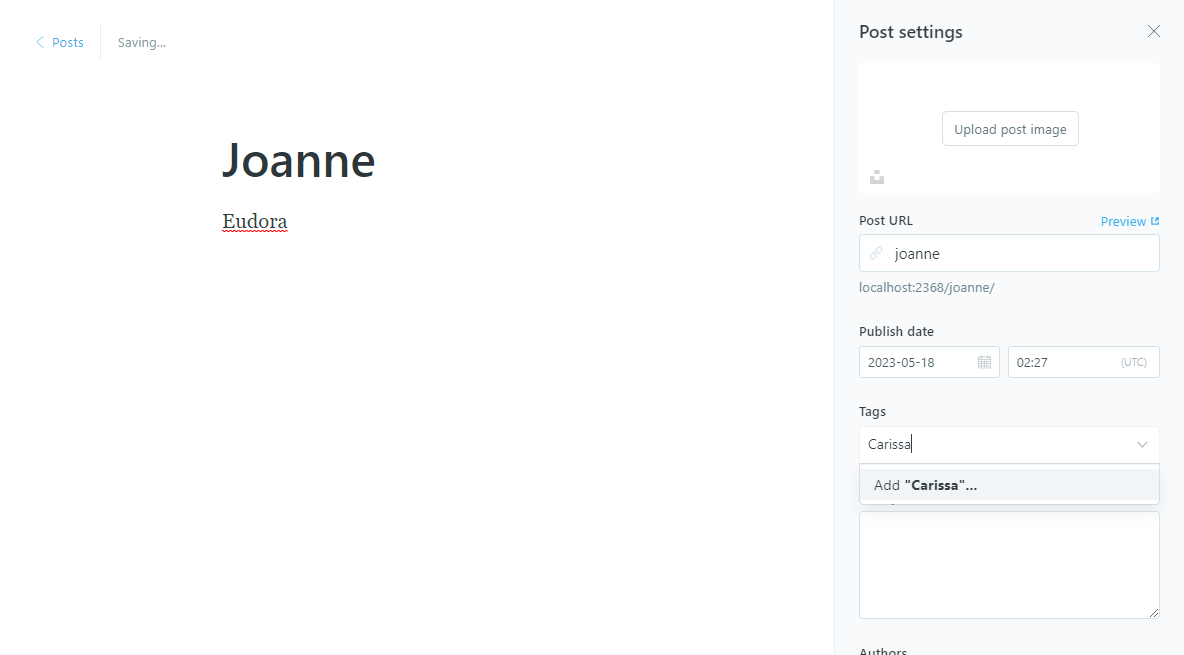 Posts
Saving...
Post settings
Joanne
Eudora
Upload post image
Post URL
Preview
joanne
localhost:2368/joanne/
Publish date
2023-05-18
02:27
(UTC)
Tags
Carissa
Add "Carissa"...
Authors